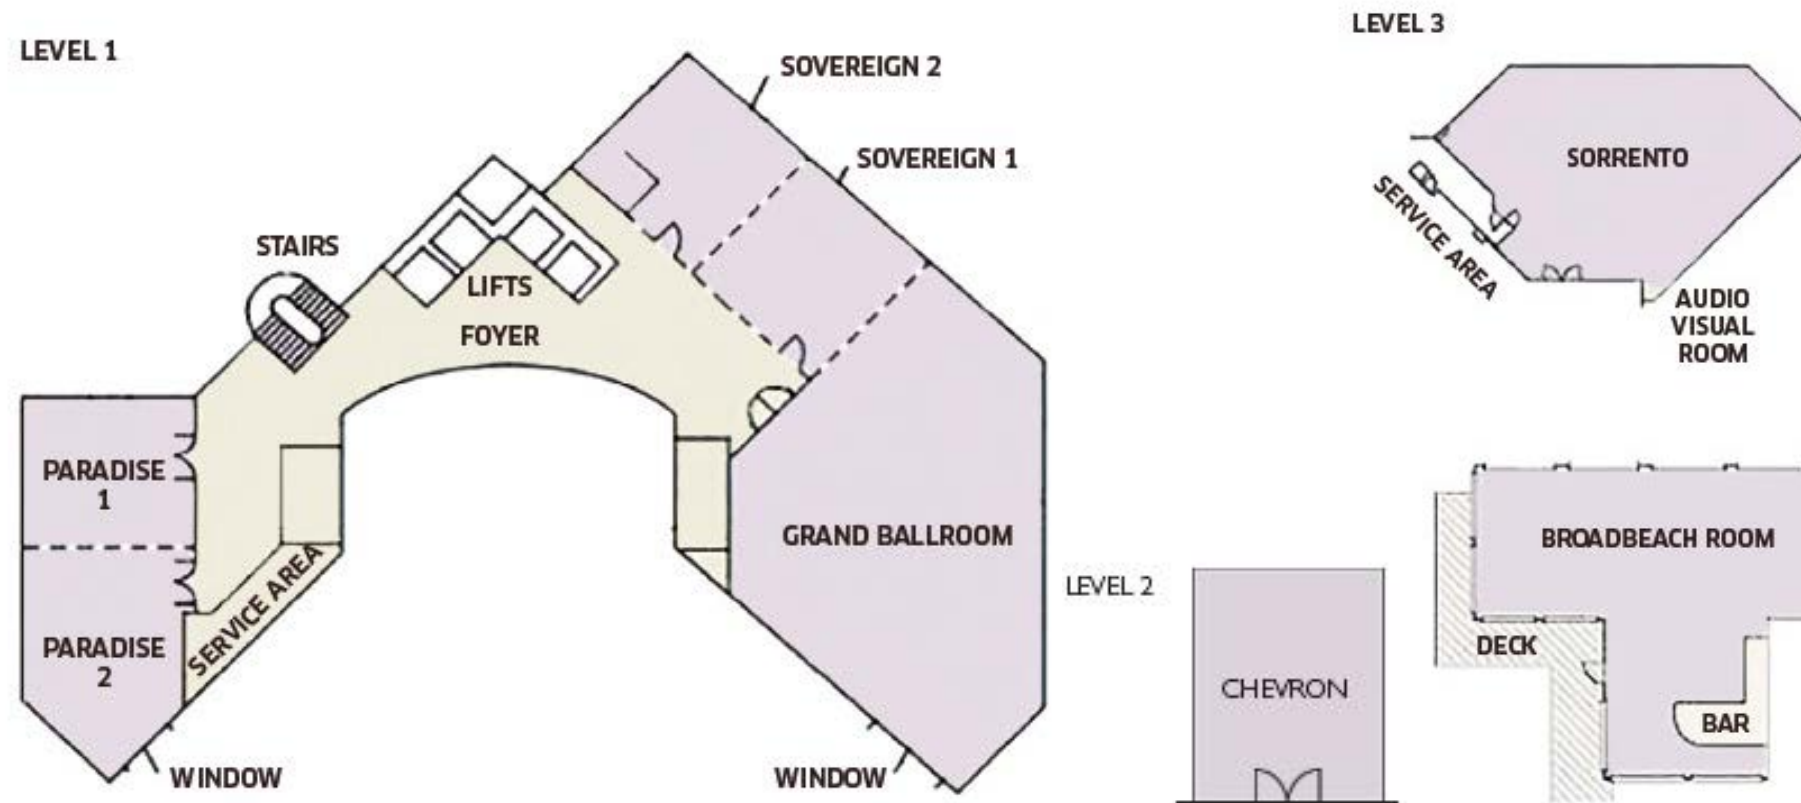 LEVEL 1
SOVEREIGN 2
SOVEREIGN 1
STAIRS
LIFTS
FOYER
PARADISE
1
PARADISE
2
SERVICE AREA
GRAND BALLROOM
WINDOW
WINDOW
LEVEL 3
SORRENTO
SERVICE AREA
AUDIO
VISUAL
ROOM
LEVEL 2
CHEVRON
BROADBEACH ROOM
DECK
BAR